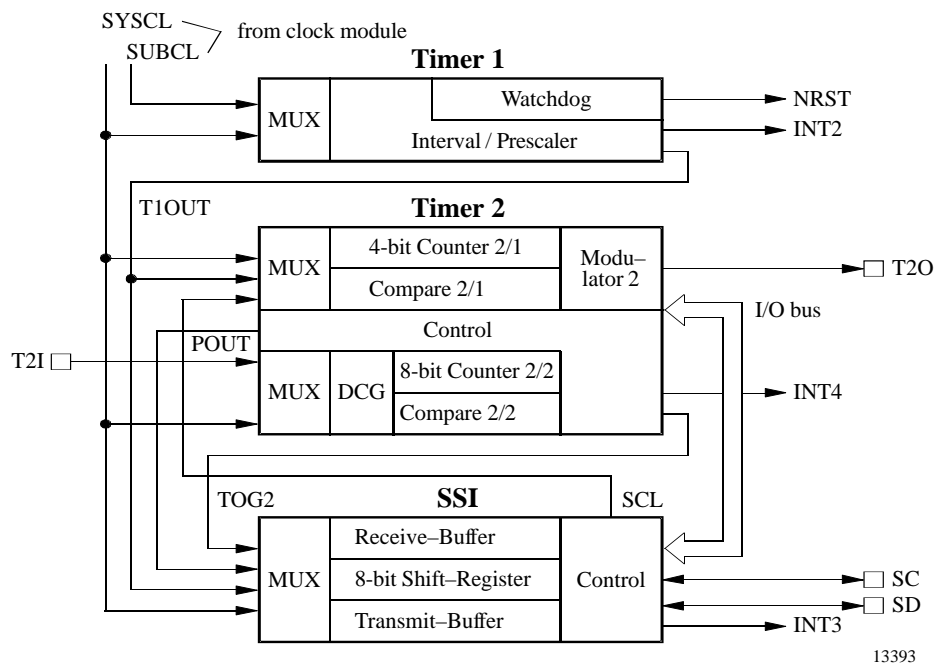 SYSCL
SUBCL
from clock module
Timer 1
MUX
Watchdog
Interval / Prescaler
NRST
INT2
T1OUT
Timer 2
MUX
4-bit Counter 2/1
Compare 2/1
Modu–
lator 2
T2O
I/O bus
Control
POUT
T2I
MUX
DCG
8-bit Counter 2/2
Compare 2/2
INT4
TOG2
SSI
SCL
MUX
Receive–Buffer
8-bit Shift–Register
Transmit–Buffer
Control
SC
SD
INT3
13393